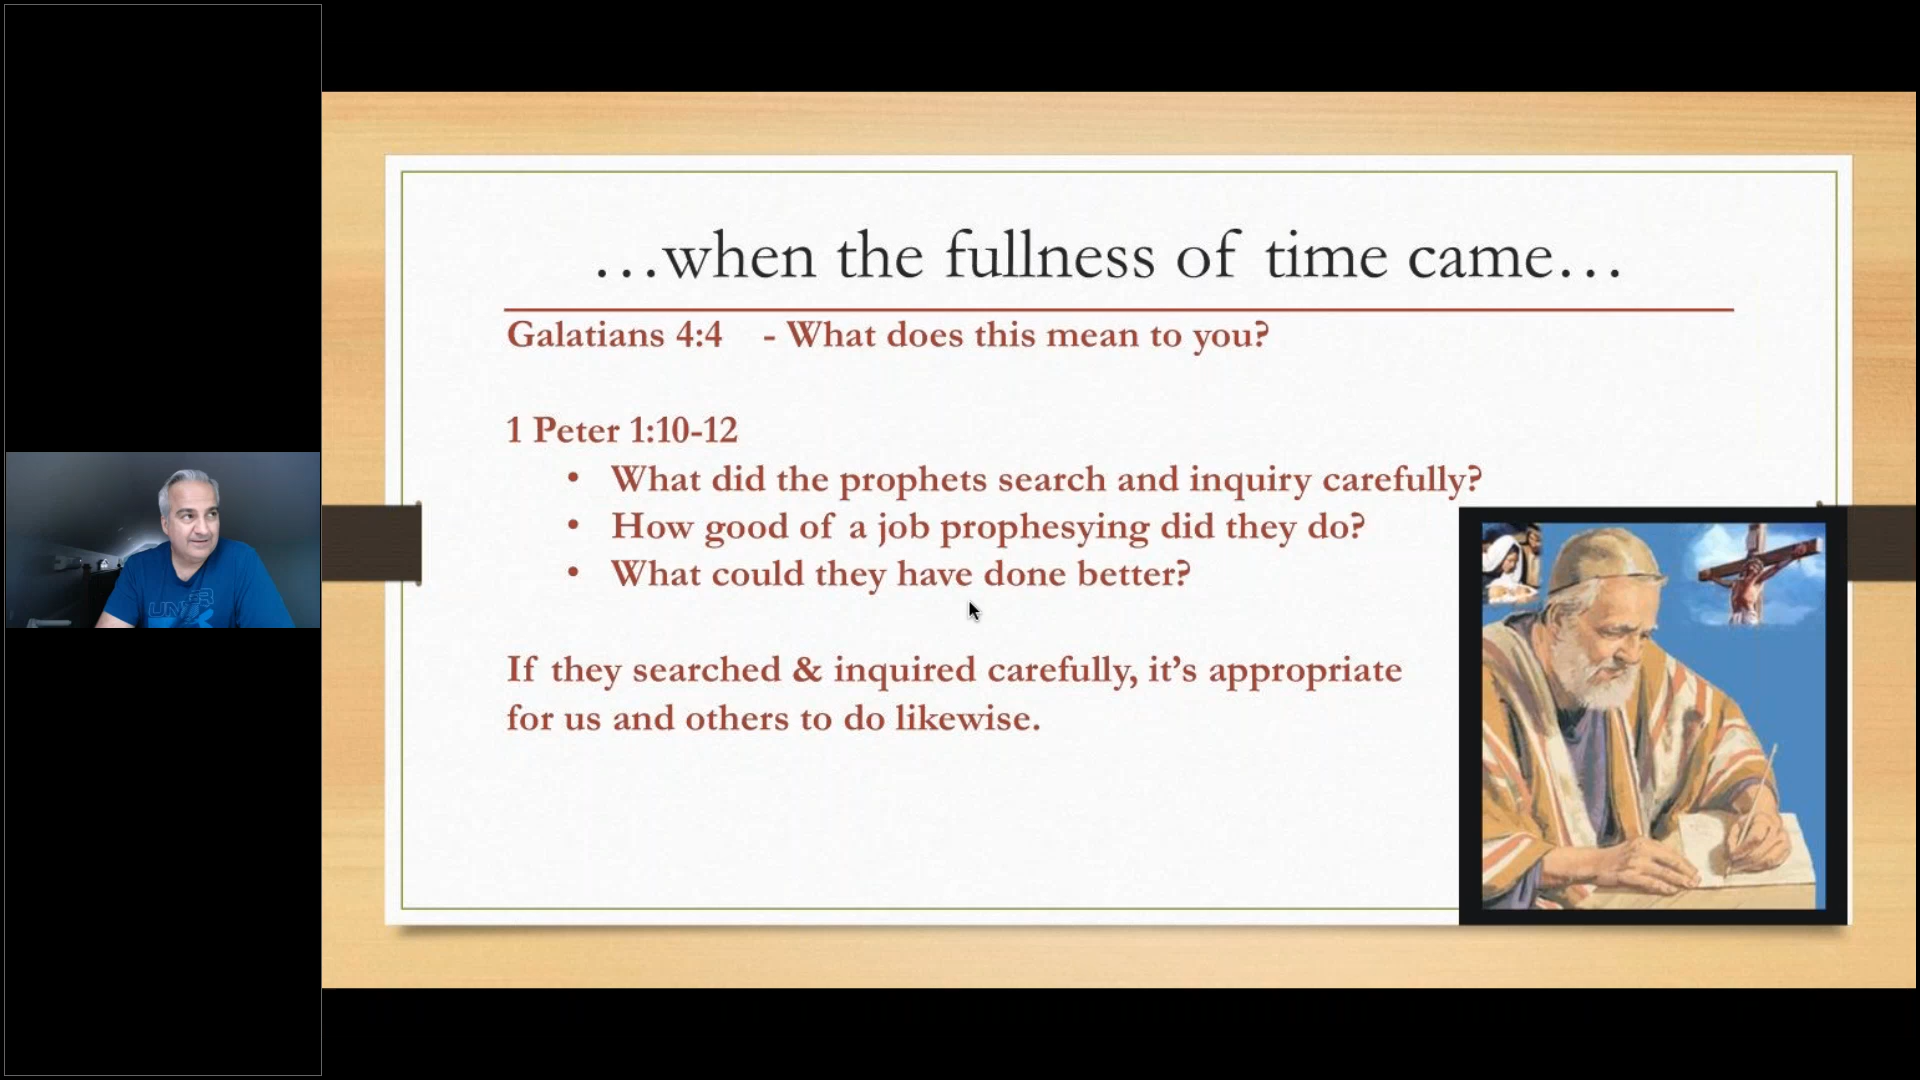 …when the fullness of time came…
Galatians 4:4 - What does this mean to you?
1 Peter 1:10-12
• What did the prophets search and inquiry carefully?
• How good of a job prophesying did they do?
• What could they have done better?
If they searched & inquired carefully, it’s appropriate
for us and others to do likewise.